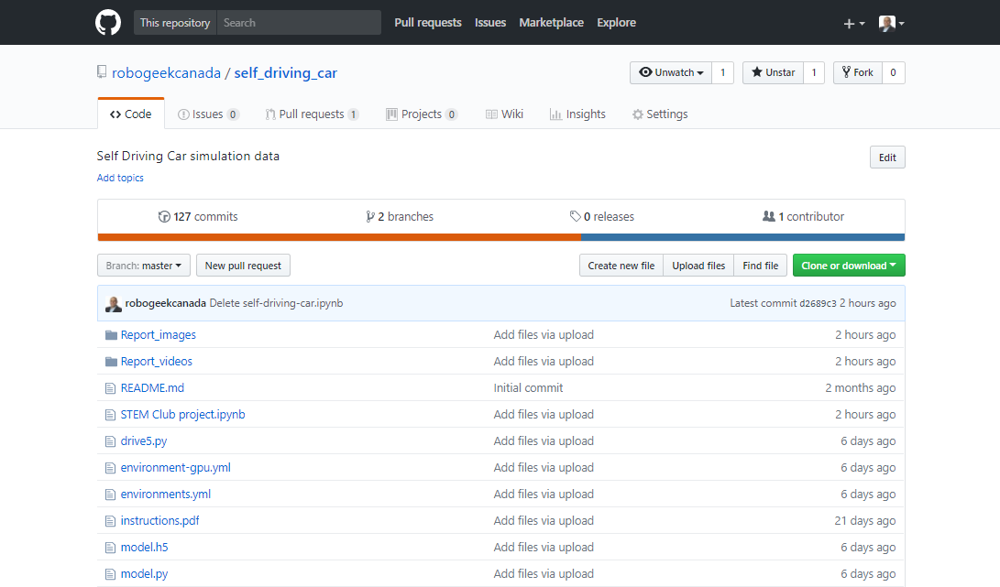 This repository Search Pull requests Issues Marketplace Explore
robogeekcanada / self_driving_car Unwatch 1 Unstar 1 Fork 0
Code Issues 0 Pull requests 1 Projects 0 Wiki Insights Settings
Self Driving Car simulation data Edit
Add topics
127 commits 2 branches 0 releases 1 contributor
Branch: master New pull request Create new file Upload files Find file Clone or download
robogeekcanada Delete self-driving-car.ipynb Latest commit d2689c3 2 hours ago
Report_images Add files via upload 2 hours ago
Report_videos Add files via upload 2 hours ago
README.md Initial commit 2 months ago
STEM Club project.ipynb Add files via upload 2 hours ago
drive5.py Add files via upload 6 days ago
environment-gpu.yml Add files via upload 6 days ago
environments.yml Add files via upload 6 days ago
instructions.pdf Add files via upload 21 days ago
model.h5 Add files via upload 6 days ago
model.py Add files via upload 6 days ago